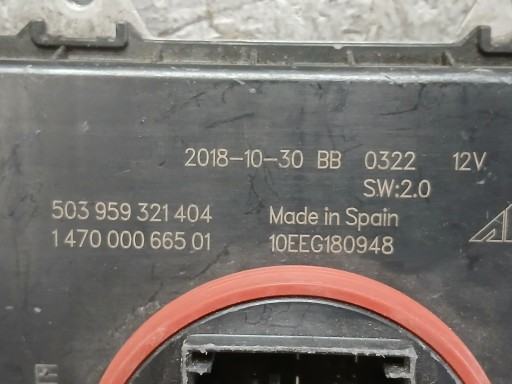 2018-10-30 BB 0322 12V
SW:2.0
503 959 321 404 Made in Spain
1 470 000 665 01 10EEG180948